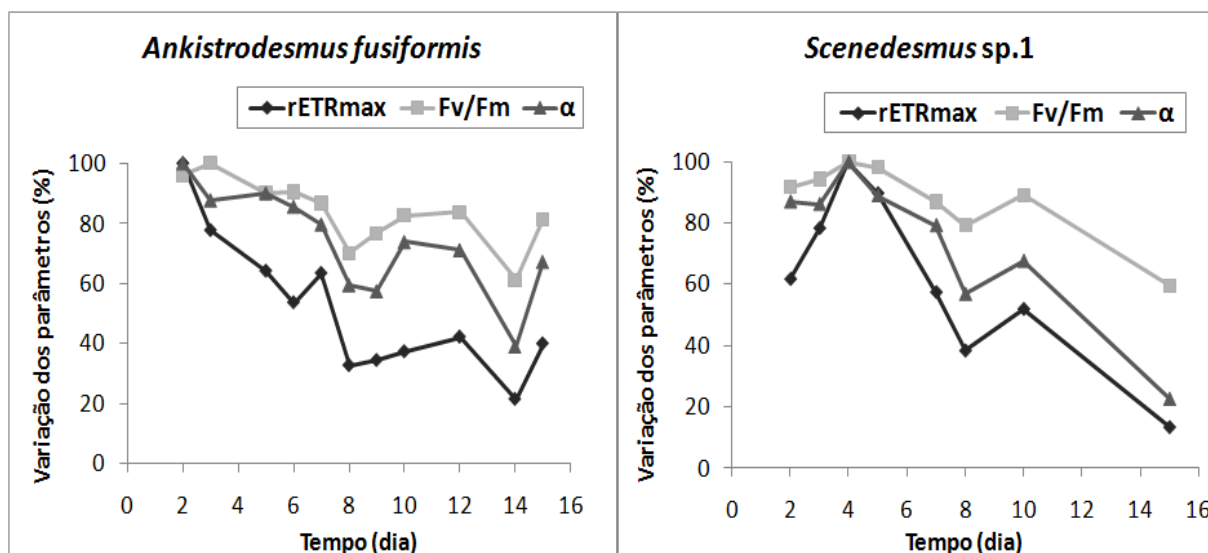 Ankistrodesmus fusiformis
rETRmax Fv/Fm α
Variação dos parâmetros (%)
100
80
60
40
20
0
0 2 4 6 8 10 12 14 16
Tempo (dia)
Scenedesmus sp.1
rETRmax Fv/Fm α
Variação dos parâmetros (%)
100
80
60
40
20
0
0 2 4 6 8 10 12 14 16
Tempo (dia)